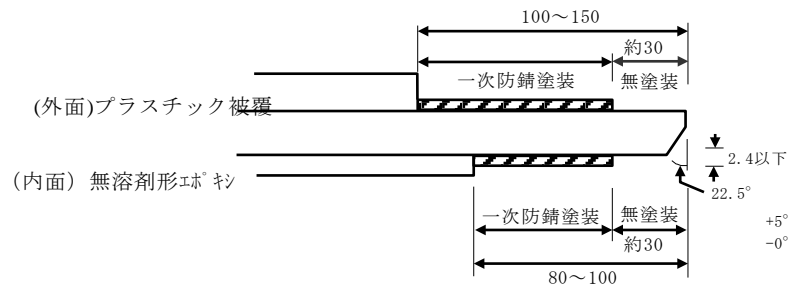 100～150
約30
一次防錆塗装 無塗装
(外面)プラスチック被覆
2.4以下
(内面) 無溶剤形ｴﾎﾟｷｼ
22.5°
一次防錆塗装 無塗装
+5°
-0°
約30
80～100